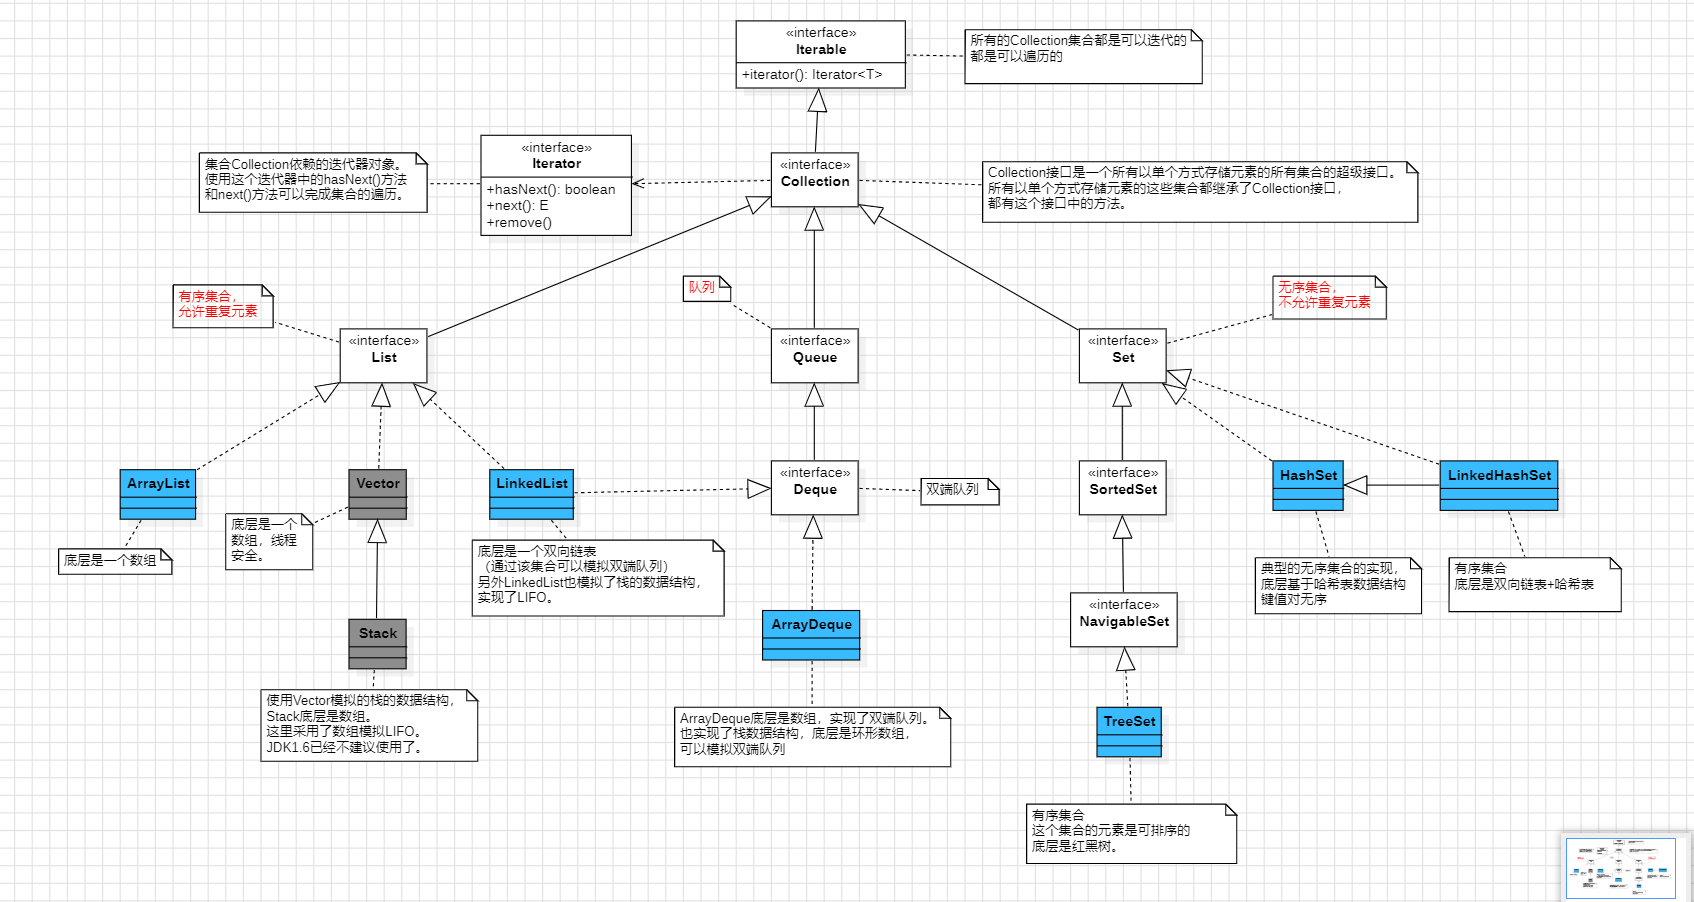 «interface»
Iterable
+iterator(): Iterator<T>
所有的Collection集合都是可以迭代的
都是可以遍历的
集合Collection依赖的迭代器对象。
使用这个迭代器中的hasNext()方法
和next()方法可以完成集合的遍历。
«interface»
Iterator
+hasNext(): boolean
+next(): E
+remove()
«interface»
Collection
Collection接口是一个所有以单个方式存储元素的所有集合的超级接口。
所有以单个方式存储元素的这些集合都继承了Collection接口，
都有这个接口中的方法。
有序集合，
允许重复元素
队列
无序集合，
不允许重复元素
«interface»
List
«interface»
Queue
«interface»
Set
ArrayList
Vector
LinkedList
«interface»
Deque
双端队列
«interface»
SortedSet
HashSet
LinkedHashSet
底层是一个数组
底层是一个
数组，线程
安全。
底层是一个双向链表
（通过该集合可以模拟双端队列）
另外LinkedList也模拟了栈的数据结构，
实现了LIFO。
典型的无序集合的实现，
底层基于哈希表数据结构
键值对无序
有序集合
底层是双向链表+哈希表
Stack
ArrayDeque
«interface»
NavigableSet
使用Vector模拟的栈的数据结构，
Stack底层是数组。
这里采用了数组模拟LIFO。
JDK1.6已经不建议使用了。
ArrayDeque底层是数组，实现了双端队列。
也实现了栈数据结构，底层是环形数组，
可以模拟双端队列
TreeSet
有序集合
这个集合的元素是可排序的
底层是红黑树。